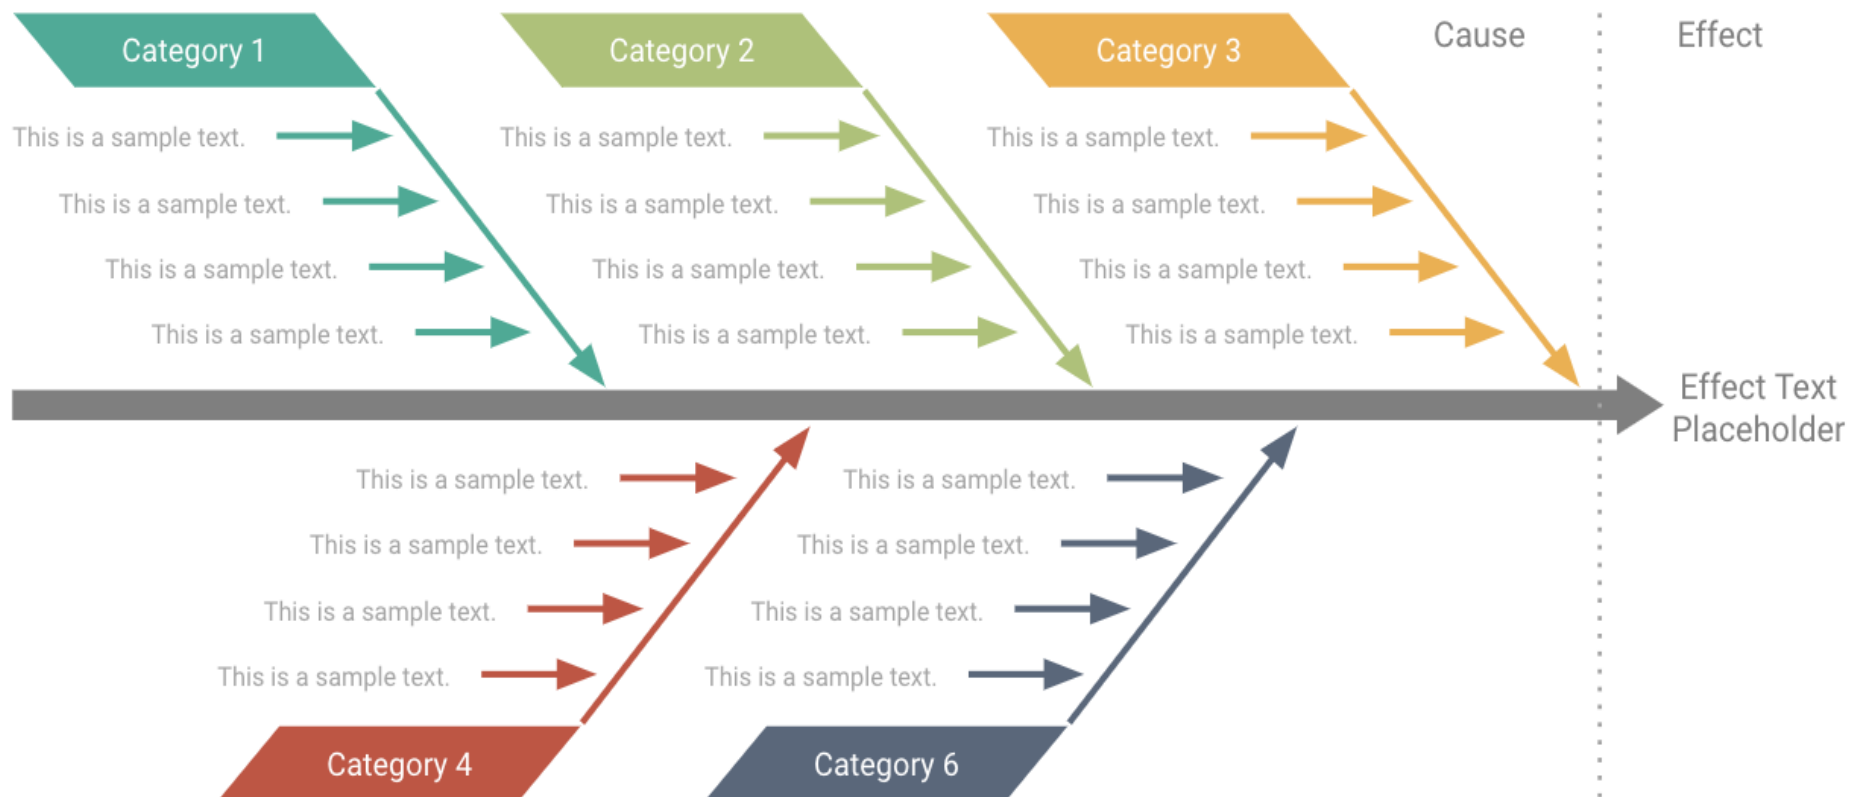 Category 1
Category 2
Category 3
Cause
Effect
This is a sample text.
This is a sample text.
This is a sample text.
This is a sample text.
This is a sample text.
This is a sample text.
This is a sample text.
This is a sample text.
This is a sample text.
This is a sample text.
This is a sample text.
This is a sample text.
Effect Text
Placeholder
This is a sample text.
This is a sample text.
This is a sample text.
This is a sample text.
This is a sample text.
This is a sample text.
This is a sample text.
This is a sample text.
Category 4
Category 6